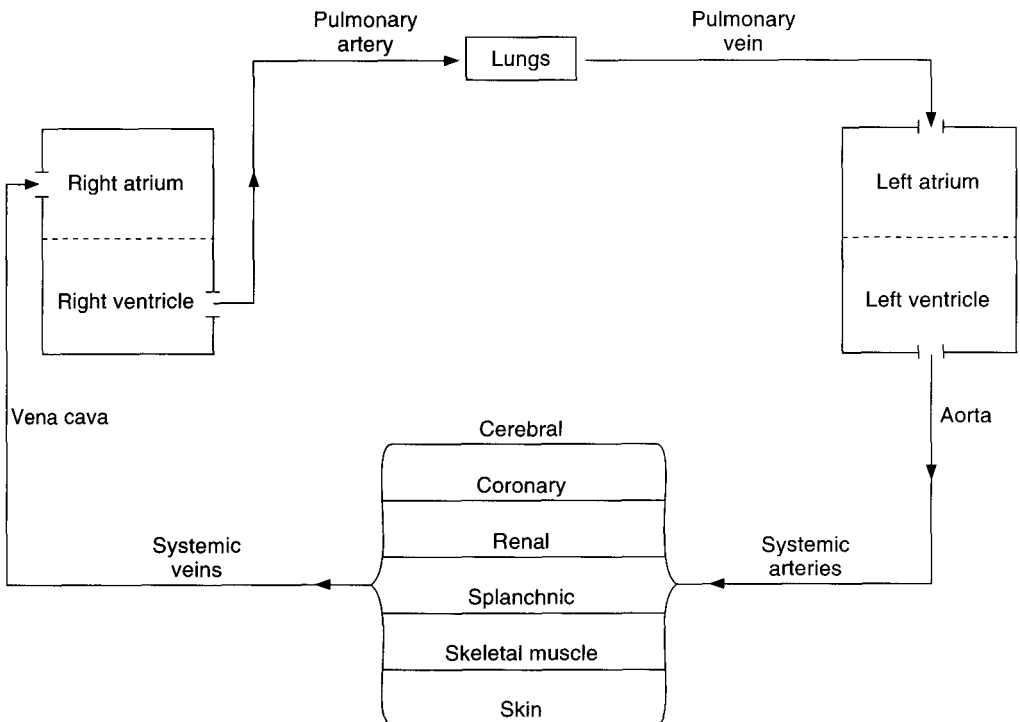 Pulmonary
artery
Lungs
Pulmonary
vein
Right atrium
Left atrium
Right ventricle
Left ventricle
Vena cava
Aorta
Cerebral
Coronary
Renal
Systemic
veins
Systemic
arteries
Splanchnic
Skeletal muscle
Skin